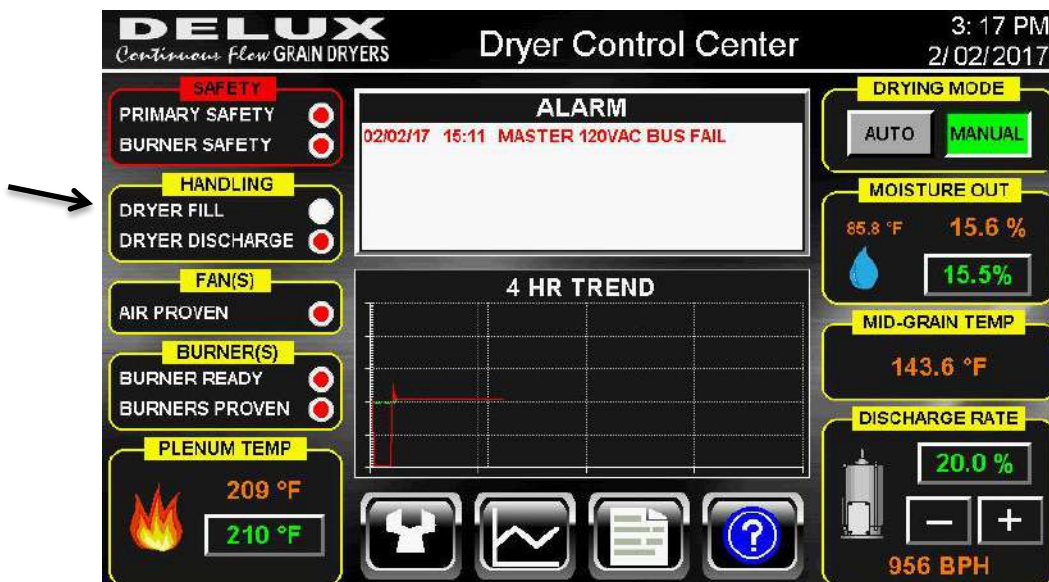 DELUX
Continuous Flow GRAIN DRYERS
Dryer Control Center
3: 17 PM
2/ 02/ 2017
SAFETY
PRIMARY SAFETY
BURNER SAFETY
HANDLING
DRYER FILL
DRYER DISCHARGE
FAN(S)
AIR PROVEN
BURNER(S)
BURNER READY
BURNERS PROVEN
PLENUM TEMP
209 °F
210 °F
ALARM
02/02/17 15:11 MASTER 120VAC BUS FAIL
4 HR TREND
?
DRYING MODE
AUTO MANUAL
MOISTURE OUT
85.8 °F 15.6 %
15.5%
MID-GRAIN TEMP
143.6 °F
DISCHARGE RATE
20.0 %
− +
956 BPH